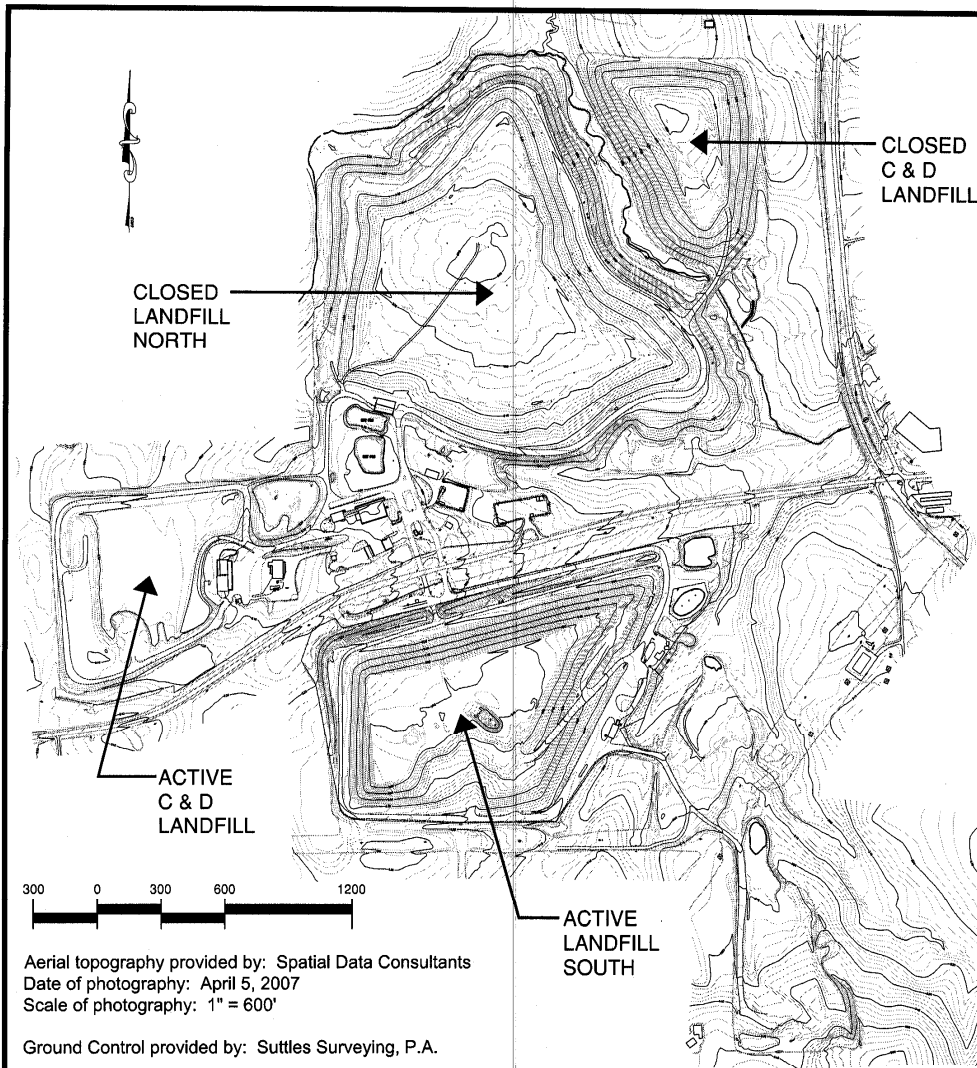 CLOSED
C & D
LANDFILL
CLOSED
LANDFILL
NORTH
ACTIVE
C & D
LANDFILL
ACTIVE
LANDFILL
SOUTH
300 0 300 600 1200
Aerial topography provided by: Spatial Data Consultants
Date of photography: April 5, 2007
Scale of photography: 1" = 600'
Ground Control provided by: Suttles Surveying, P.A.